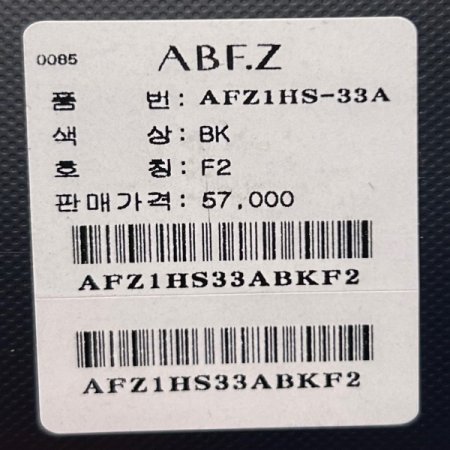 0085 ABF.Z
품 번: AFZ1HS-33A
색 상: BK
호 칭: F2
판매가격: 57,000
AFZ1HS33ABKF2
AFZ1HS33ABKF2